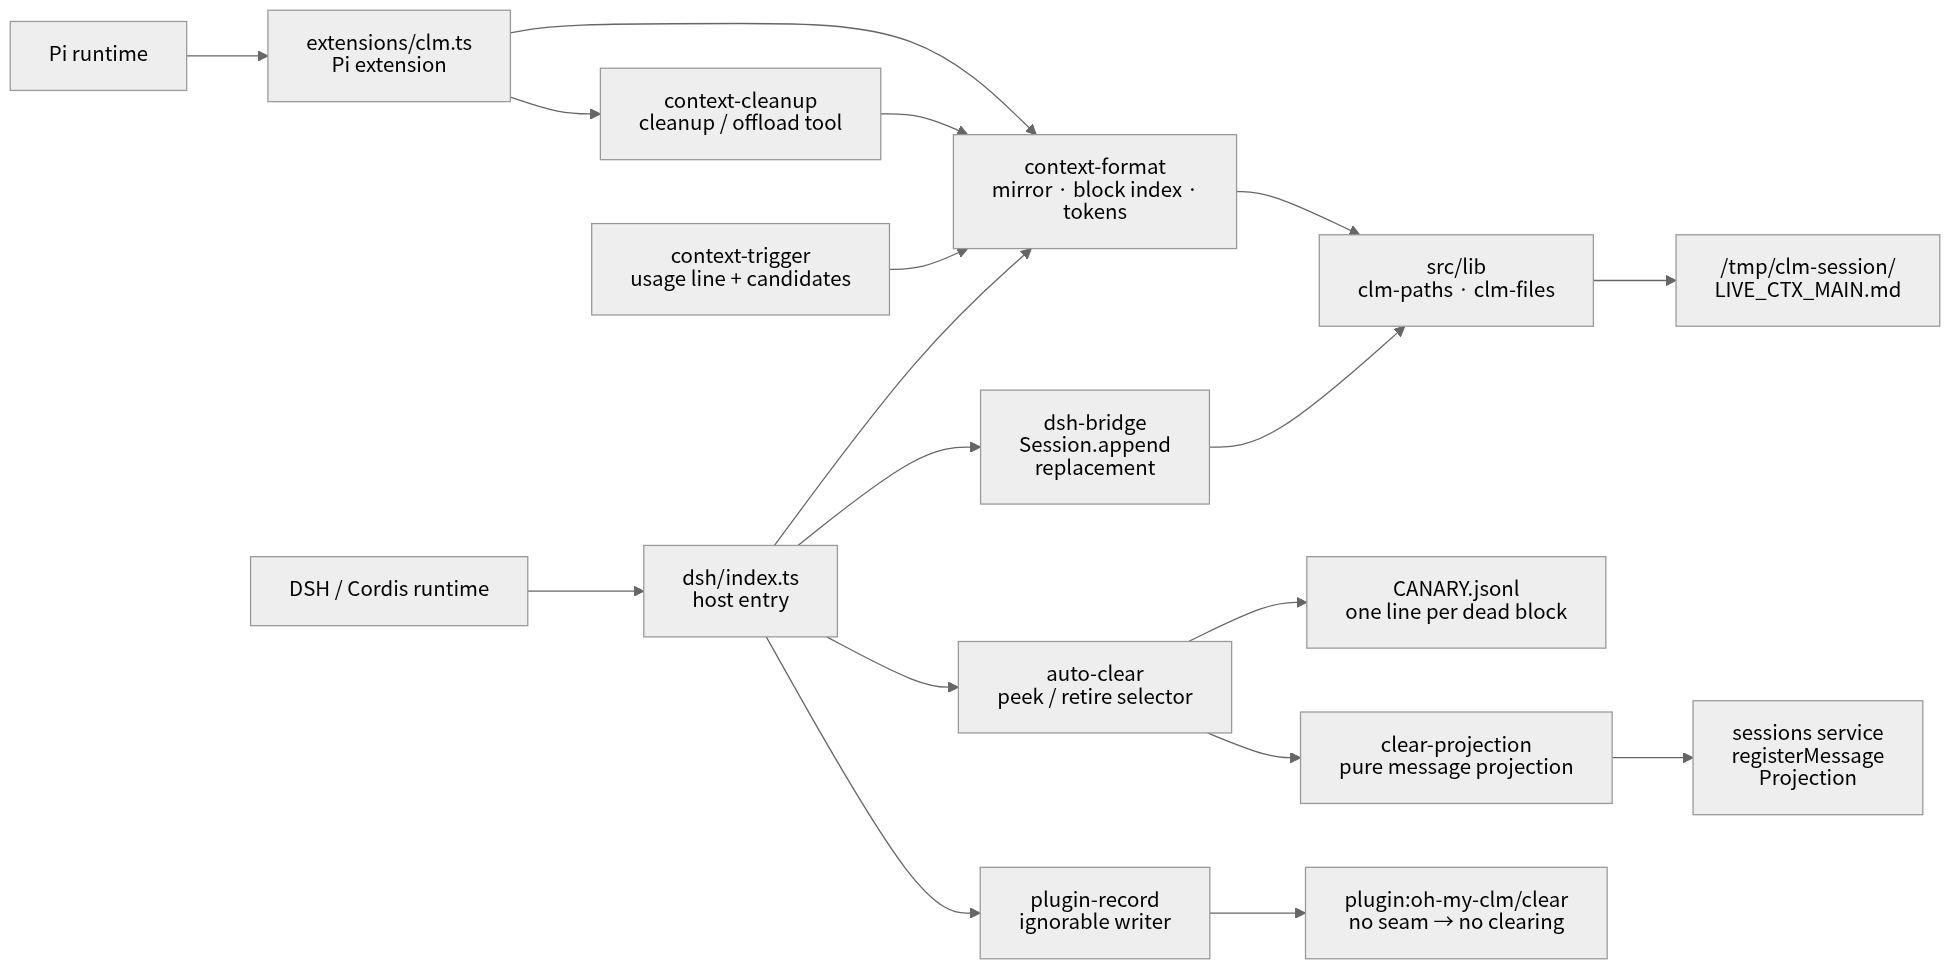 Pi runtime
extensions/clm.ts
Pi extension
context-cleanup
cleanup / offload tool
context-format
mirror · block index ·
tokens
context-trigger
usage line + candidates
src/lib
clm-paths · clm-files
/tmp/clm-session/
LIVE_CTX_MAIN.md
dsh-bridge
Session.append
replacement
DSH / Cordis runtime
dsh/index.ts
host entry
CANARY.jsonl
one line per dead block
auto-clear
peek / retire selector
clear-projection
pure message projection
sessions service
registerMessage
Projection
plugin-record
ignorable writer
plugin:oh-my-clm/clear
no seam → no clearing